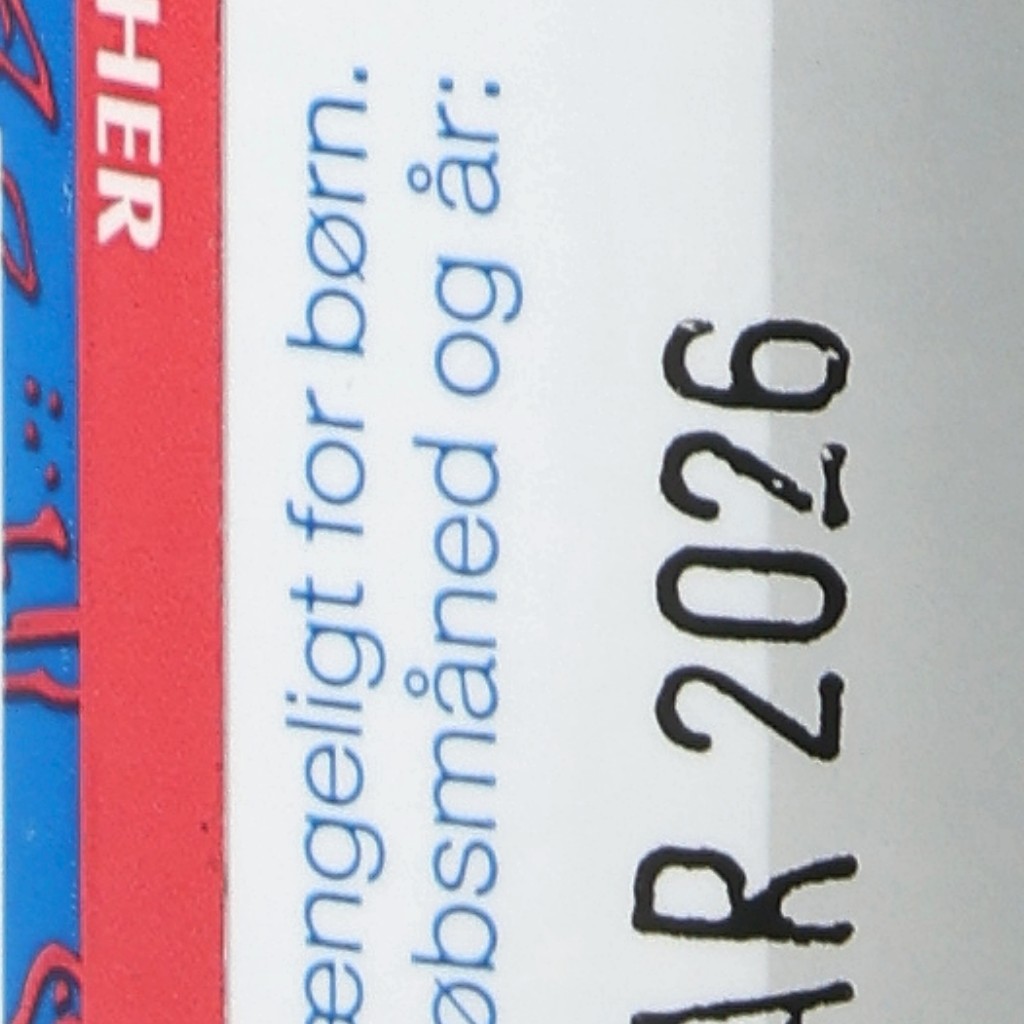 HER
ængeligt for børn.
øbsmåned og år:
AR 2026